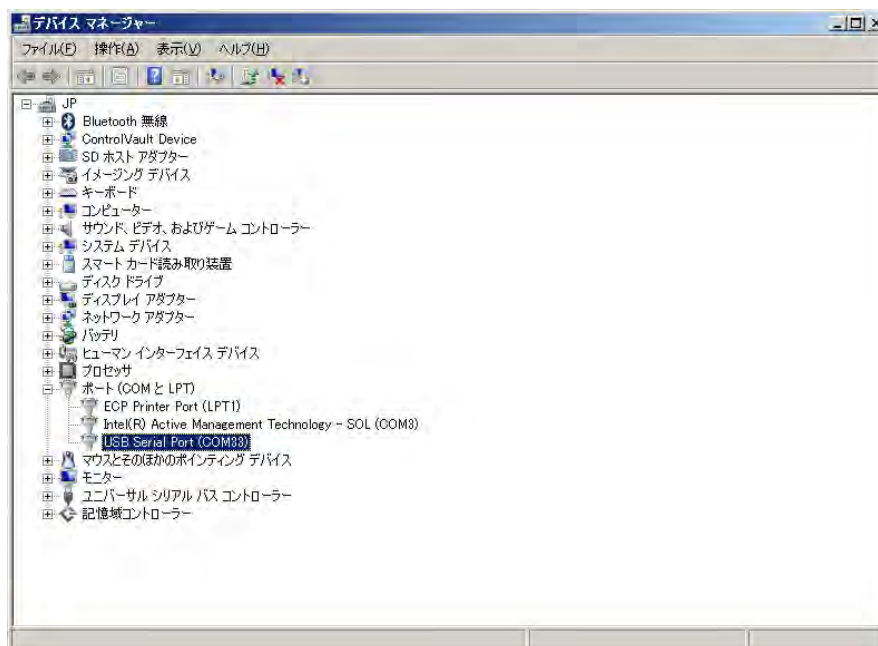 デバイス マネージャー
ファイル(F) 操作(A) 表示(V) ヘルプ(H)
JP
Bluetooth 無線
ControlVault Device
SD ホスト アダプター
イメージング デバイス
キーボード
コンピューター
サウンド、ビデオ、およびゲーム コントローラー
システム デバイス
スマート カード読み取り装置
ディスク ドライブ
ディスプレイ アダプター
ネットワーク アダプター
バッテリ
ヒューマン インターフェイス デバイス
プロセッサ
ポート (COM と LPT)
ECP Printer Port (LPT1)
Intel(R) Active Management Technology - SOL (COM3)
USB Serial Port (COM33)
マウスとそのほかのポインティング デバイス
モニター
ユニバーサル シリアル バス コントローラー
記憶域コントローラー